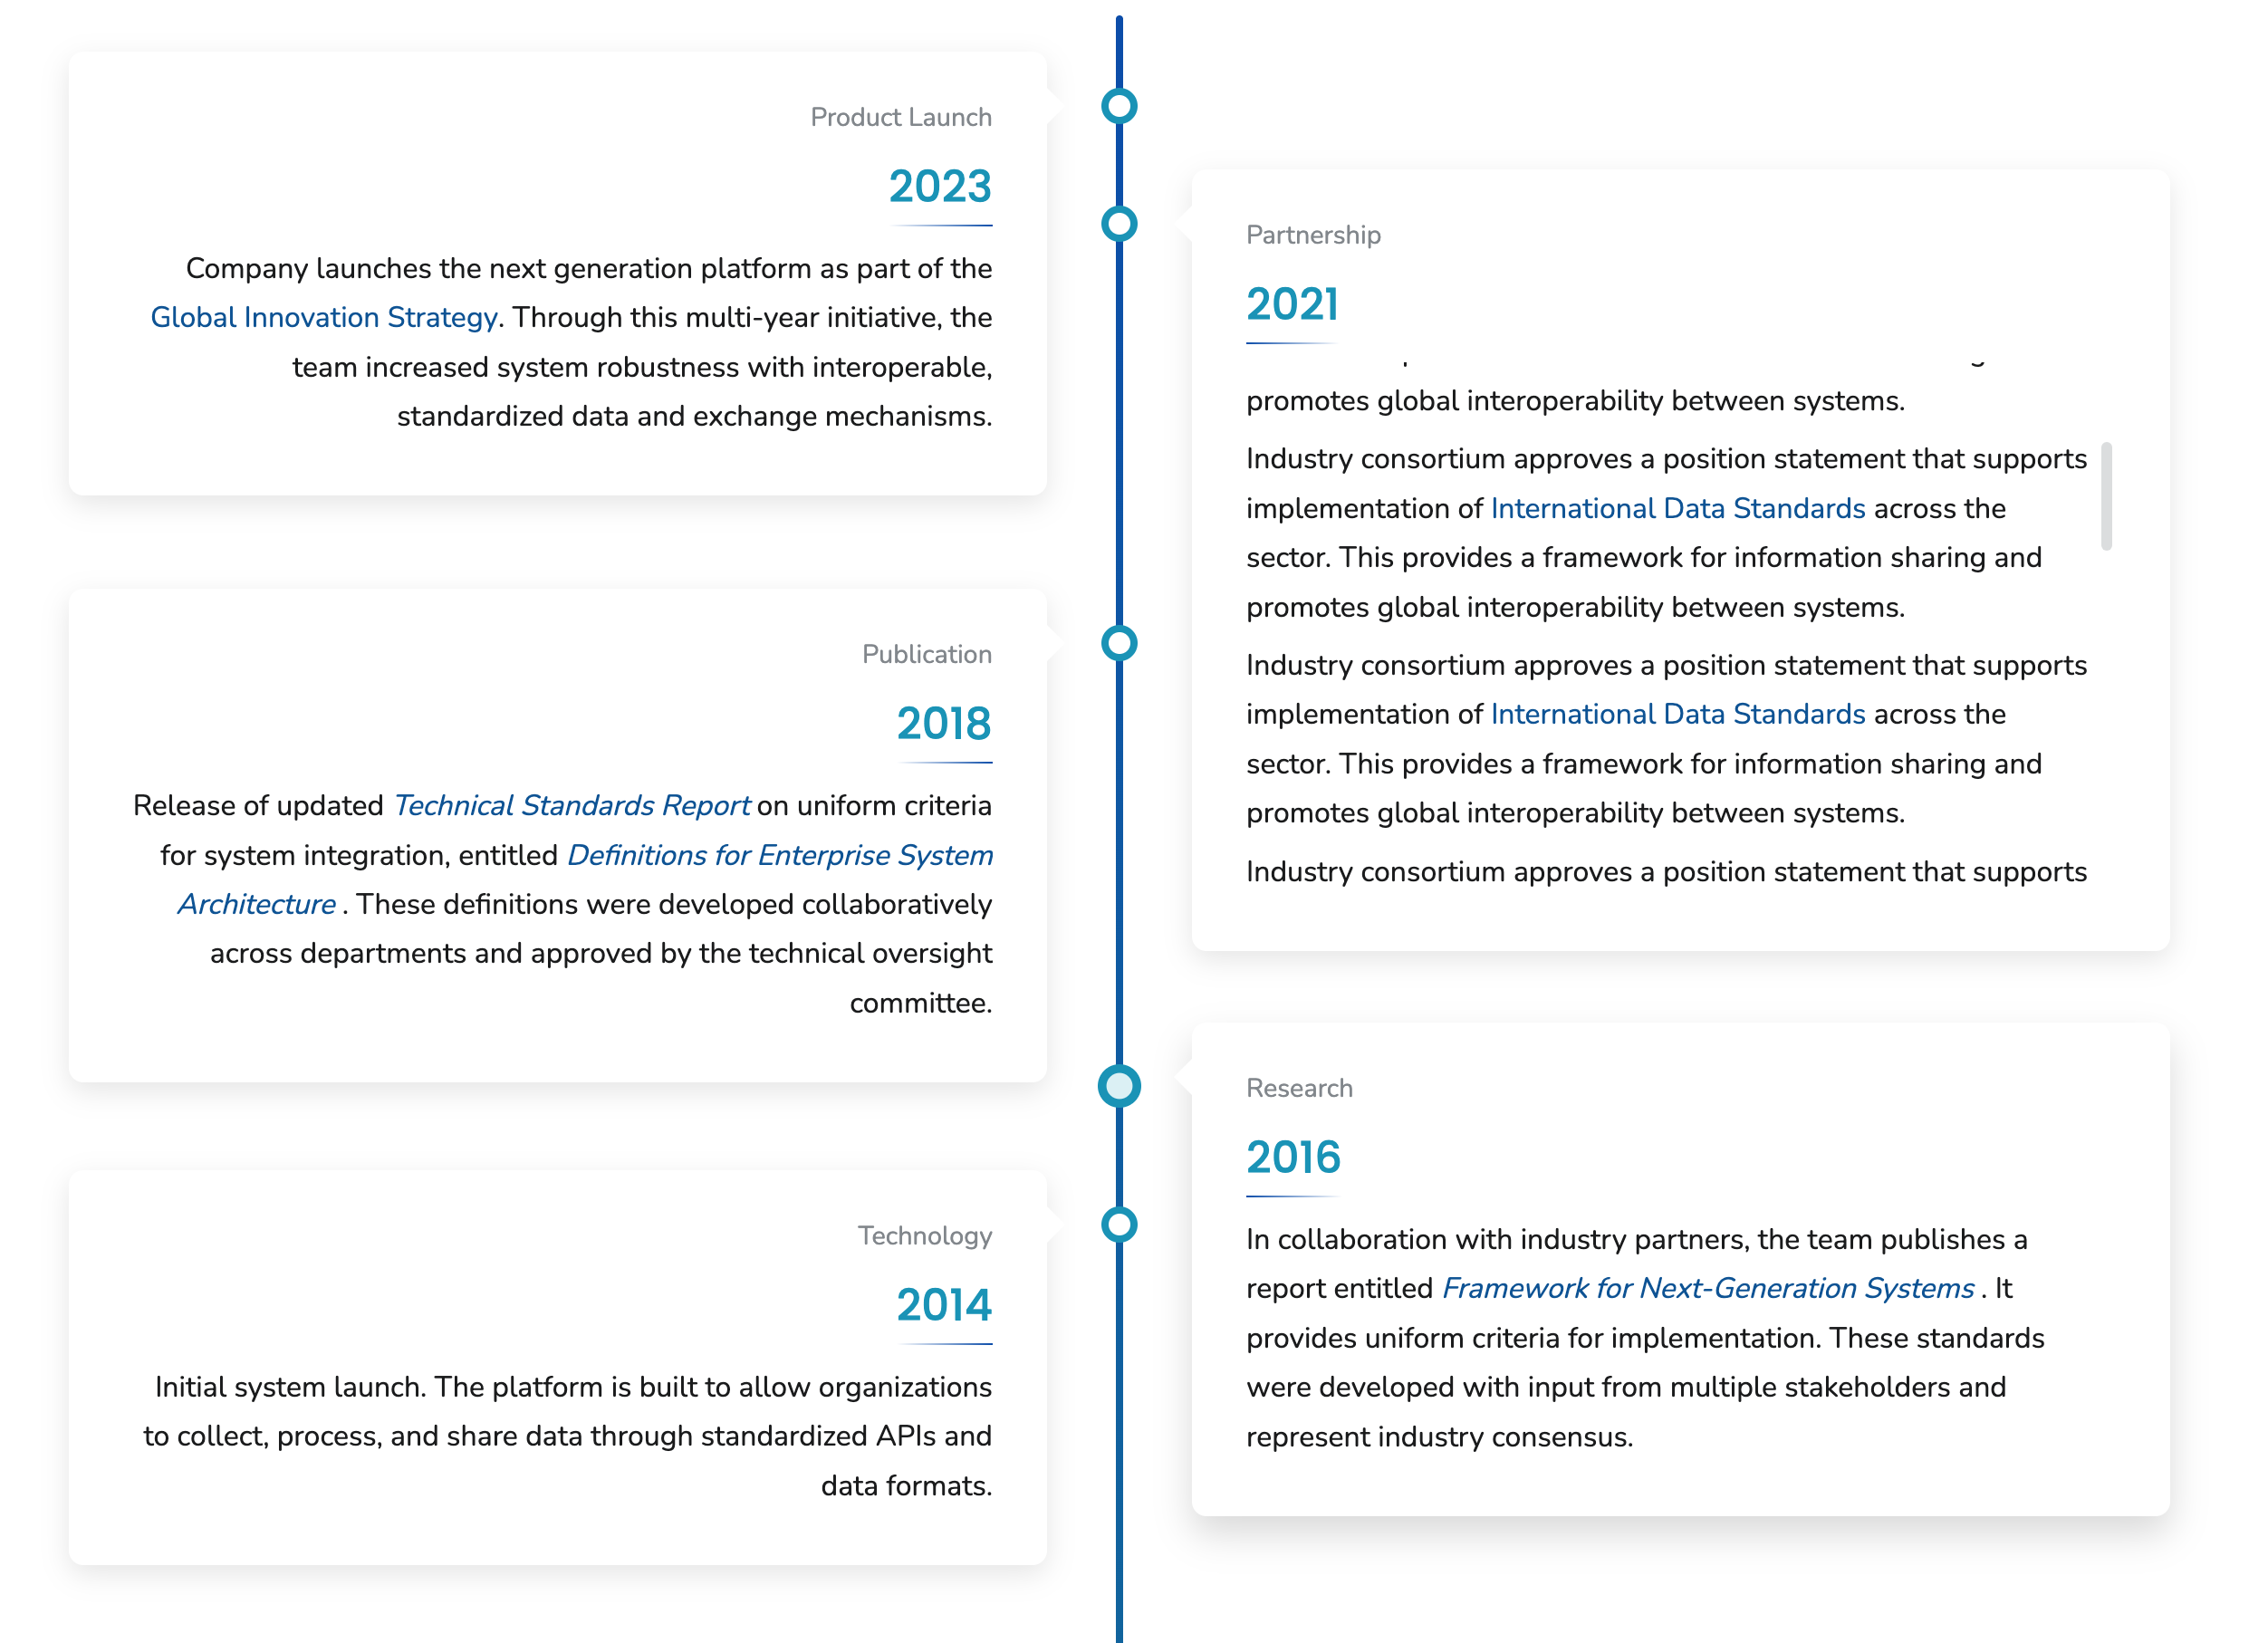 Product Launch
2023
Company launches the next generation platform as part of the
Global Innovation Strategy. Through this multi-year initiative, the
team increased system robustness with interoperable,
standardized data and exchange mechanisms.
Partnership
2021
promotes global interoperability between systems.
Industry consortium approves a position statement that supports
implementation of International Data Standards across the
sector. This provides a framework for information sharing and
promotes global interoperability between systems.
Industry consortium approves a position statement that supports
implementation of International Data Standards across the
sector. This provides a framework for information sharing and
promotes global interoperability between systems.
Industry consortium approves a position statement that supports
Publication
2018
Release of updated Technical Standards Report on uniform criteria
for system integration, entitled Definitions for Enterprise System
Architecture . These definitions were developed collaboratively
across departments and approved by the technical oversight
committee.
Research
2016
In collaboration with industry partners, the team publishes a
report entitled Framework for Next-Generation Systems . It
provides uniform criteria for implementation. These standards
were developed with input from multiple stakeholders and
represent industry consensus.
Technology
2014
Initial system launch. The platform is built to allow organizations
to collect, process, and share data through standardized APIs and
data formats.